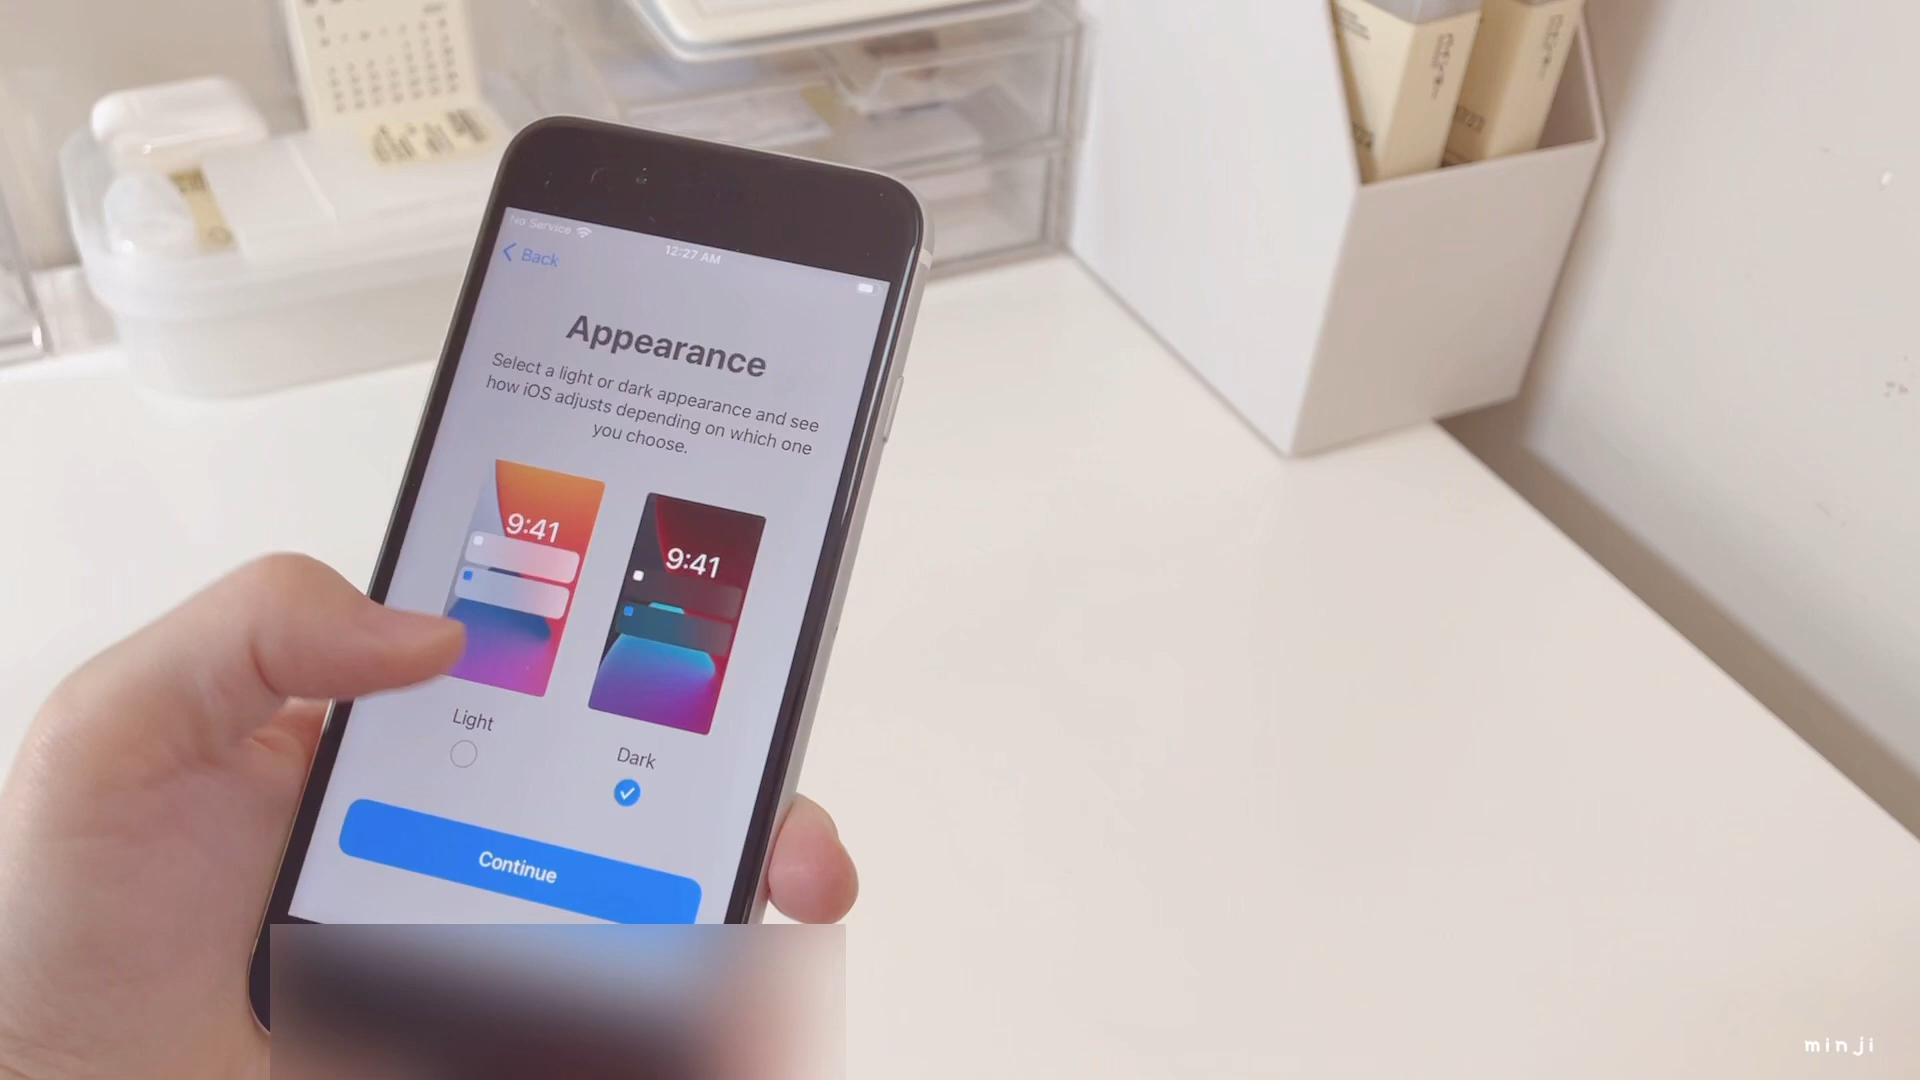 No Service
12:27 AM
Back
Appearance
Select a light or dark appearance and see
how iOS adjusts depending on which one
you choose.
9:41
9:41
Light
Dark
Continue
minji